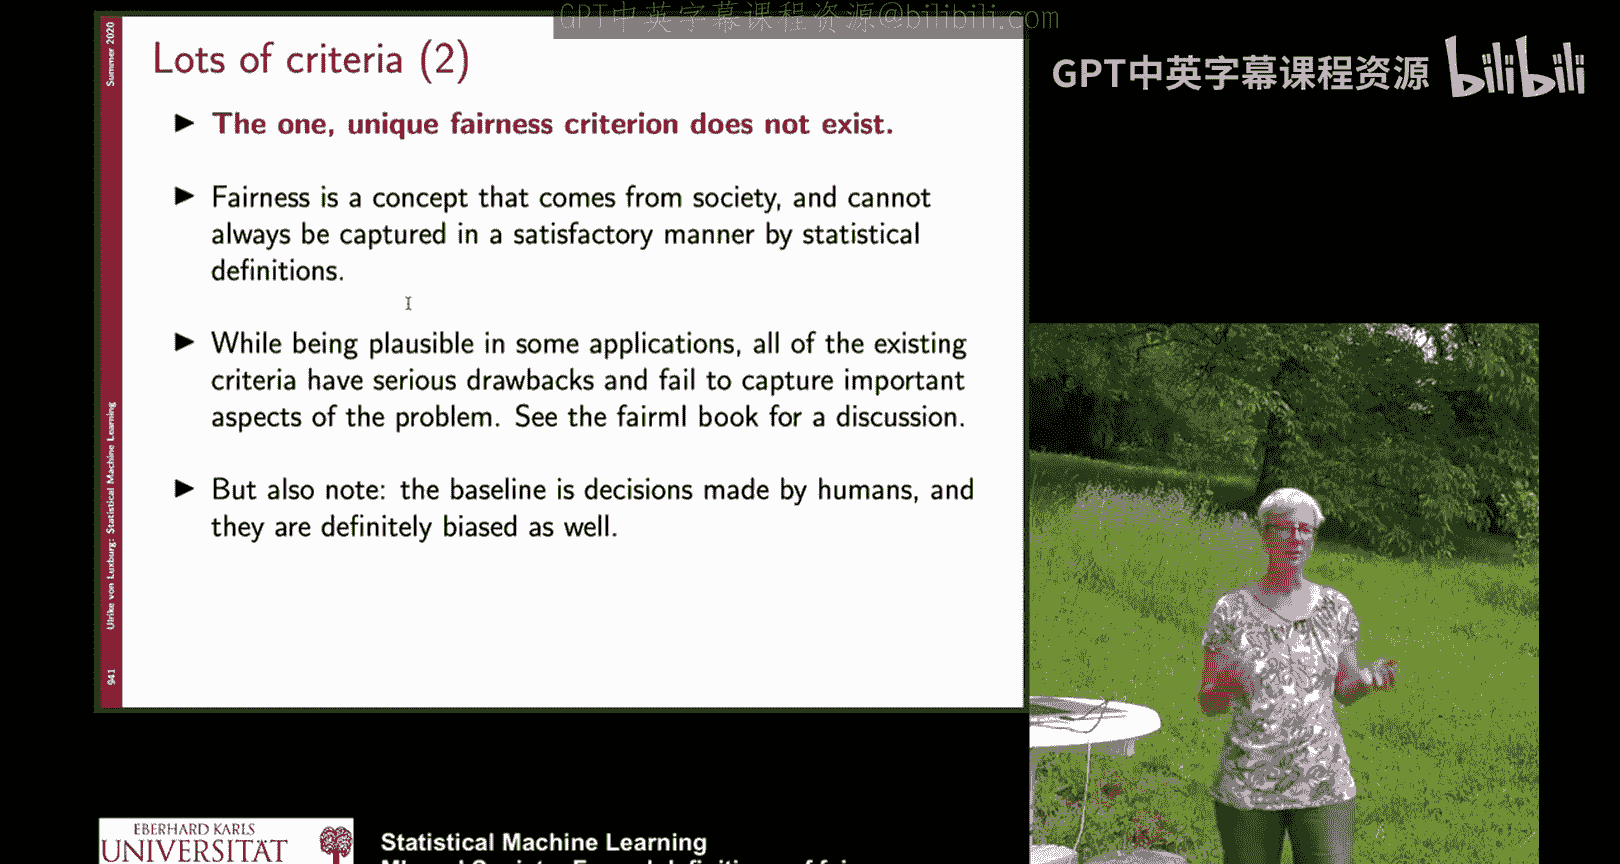 GPT中英字幕课程资源@bilibili.com
GPT中英字幕课程资源 bilibili
Summer 2020
Lots of criteria (2)
▶ The one, unique fairness criterion does not exist.
▶ Fairness is a concept that comes from society, and cannot
always be captured in a satisfactory manner by statistical
definitions.
▶ While being plausible in some applications, all of the existing
criteria have serious drawbacks and fail to capture important
aspects of the problem. See the fairml book for a discussion.
▶ But also note: the baseline is decisions made by humans, and
they are definitely biased as well.
Ulrike von Luxburg: Statistical Machine Learning
941
EBERHARD KARLS
UNIVERSITÄT
Statistical Machine Learning